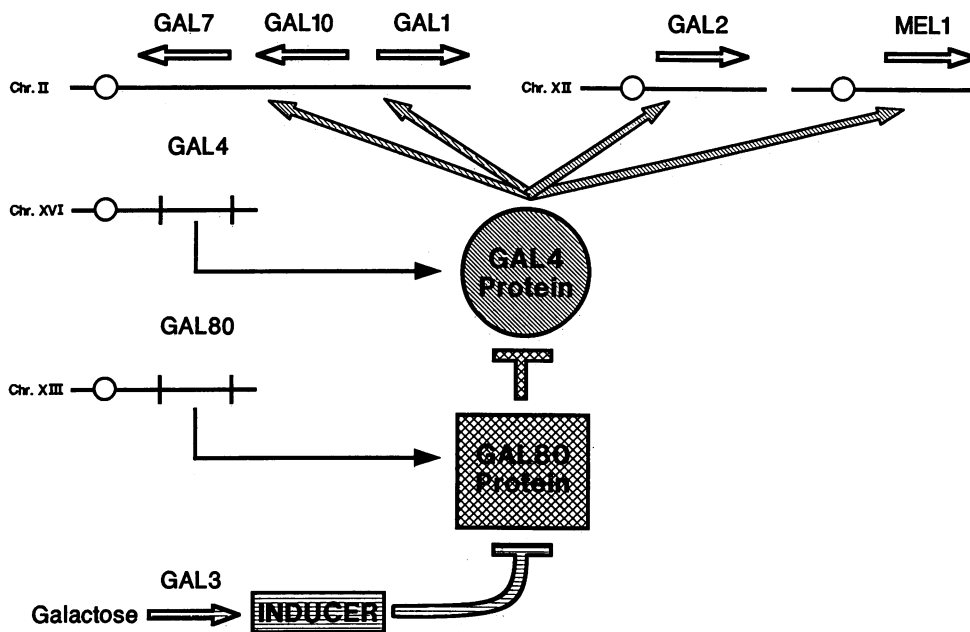 GAL7 GAL10 GAL1 GAL2 MEL1
Chr. II Chr. XII
GAL4
Chr. XVI
GAL4
Protein
GAL80
Chr. XIII
GAL80
Protein
GAL3
Galactose INDUCER